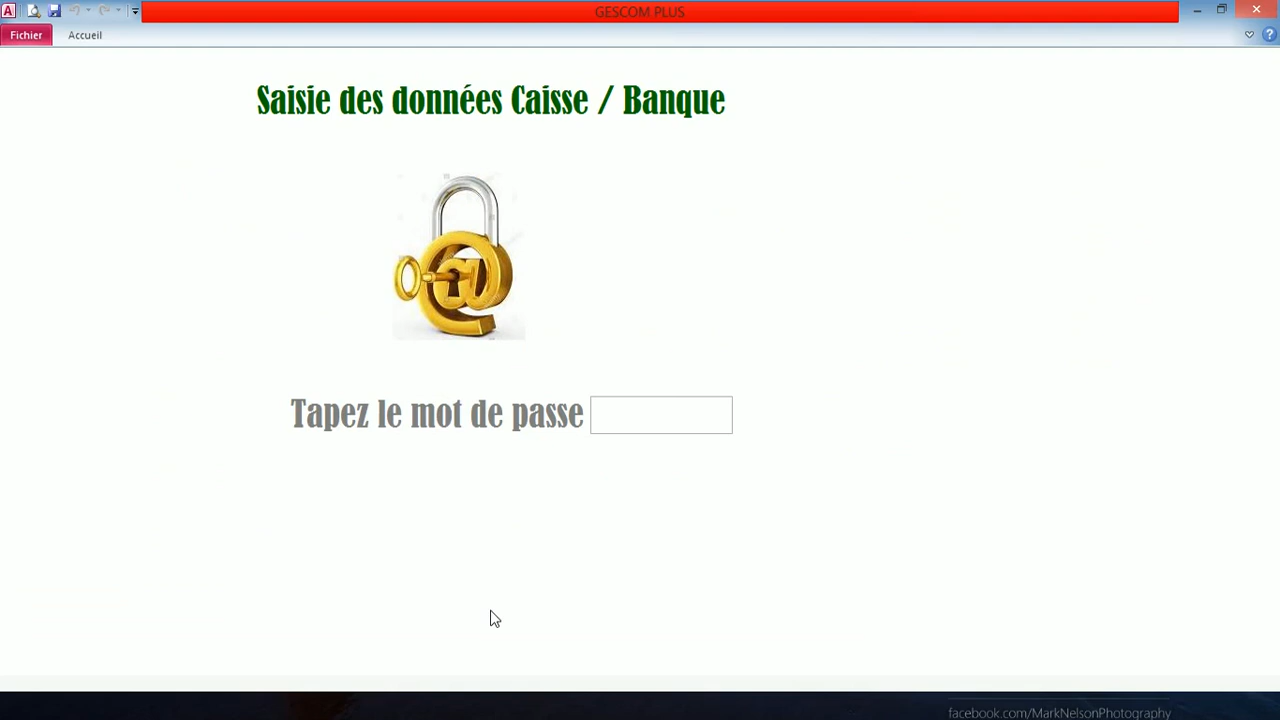 GESCOM PLUS
Fichier Accueil
Saisie des données Caisse / Banque
Tapez le mot de passe
facebook.com/MarkNelsonPhotography